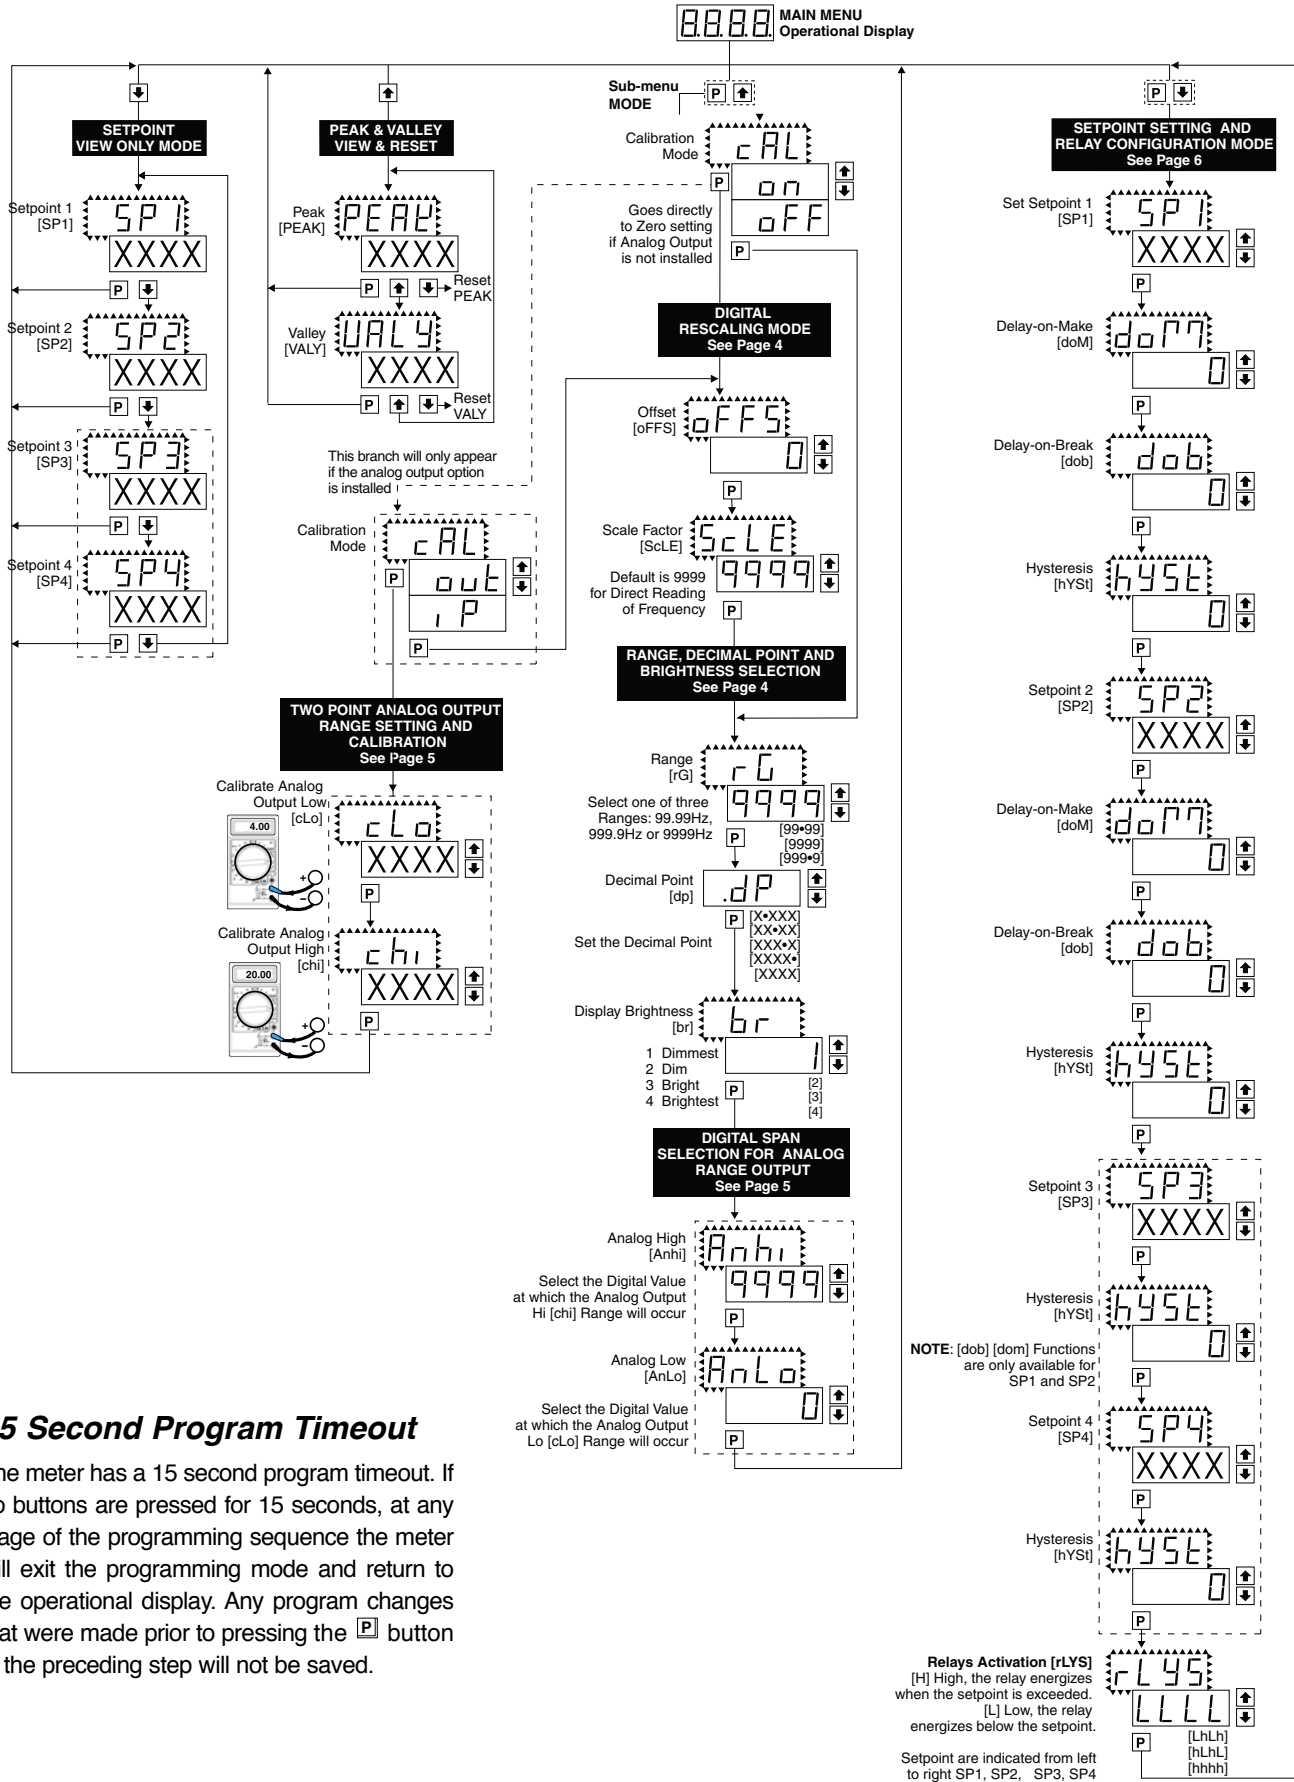 8.8.8.8.
MAIN MENU
Operational Display
SETPOINT
VIEW ONLY MODE
Setpoint 1
[SP1]
SP1
XXXX
P
Setpoint 2
[SP2]
SP2
XXXX
P
Setpoint 3
[SP3]
SP3
XXXX
P
Setpoint 4
[SP4]
SP4
XXXX
P
PEAK & VALLEY
VIEW & RESET
Peak
[PEAK]
PEAK
XXXX
P
Reset
PEAK
Valley
[VALY]
VALY
XXXX
P
Reset
VALY
This branch will only appear
if the analog output option
is installed
Calibration
Mode
cAL
P
out
iP
P
TWO POINT ANALOG OUTPUT
RANGE SETTING AND
CALIBRATION
See Page 5
Calibrate Analog
Output Low
[cLo]
4.00
+
−
cLo
XXXX
P
Calibrate Analog
Output High
[chi]
20.00
+
−
chi
XXXX
P
Sub-menu
MODE
P
Calibration
Mode
cAL
P
on
oFF
P
Goes directly
to Zero setting
if Analog Output
is not installed
DIGITAL
RESCALING MODE
See Page 4
Offset
[oFFS]
oFFS
0
P
Scale Factor
[ScLE]
ScLE
9999
Default is 9999
for Direct Reading
of Frequency
P
RANGE, DECIMAL POINT AND
BRIGHTNESS SELECTION
See Page 4
Range
[rG]
rG
9999
Select one of three
Ranges: 99.99Hz,
999.9Hz or 9999Hz
P
[99•99]
[9999]
[999•9]
Decimal Point
[dp]
.dP
P
Set the Decimal Point
[X•XXX]
[XX•XX]
[XXX•X]
[XXXX•]
[XXXX]
Display Brightness
[br]
br
1
1 Dimmest
2 Dim
3 Bright
4 Brightest
P
[2]
[3]
[4]
DIGITAL SPAN
SELECTION FOR ANALOG
RANGE OUTPUT
See Page 5
Analog High
[Anhi]
Anhi
9999
Select the Digital Value
at which the Analog Output
Hi [chi] Range will occur
P
Analog Low
[AnLo]
AnLo
0
Select the Digital Value
at which the Analog Output
Lo [cLo] Range will occur
P
P
SETPOINT SETTING AND
RELAY CONFIGURATION MODE
See Page 6
Set Setpoint 1
[SP1]
SP1
XXXX
P
Delay-on-Make
[doM]
doM
0
P
Delay-on-Break
[dob]
dob
0
P
Hysteresis
[hYSt]
hYSt
0
P
Setpoint 2
[SP2]
SP2
XXXX
P
Delay-on-Make
[doM]
doM
0
P
Delay-on-Break
[dob]
dob
0
P
Hysteresis
[hYSt]
hYSt
0
P
Setpoint 3
[SP3]
SP3
XXXX
P
Hysteresis
[hYSt]
hYSt
0
NOTE: [dob] [dom] Functions
are only available for
SP1 and SP2
P
Setpoint 4
[SP4]
SP4
XXXX
P
Hysteresis
[hYSt]
hYSt
0
P
Relays Activation [rLYS]
[H] High, the relay energizes
when the setpoint is exceeded.
[L] Low, the relay
energizes below the setpoint.
rLYS
LLLL
P
[LhLh]
[hLhL]
[hhhh]
Setpoint are indicated from left
to right SP1, SP2, SP3, SP4
5 Second Program Timeout
he meter has a 15 second program timeout. If
o buttons are pressed for 15 seconds, at any
age of the programming sequence the meter
ill exit the programming mode and return to
e operational display. Any program changes
at were made prior to pressing the P button
the preceding step will not be saved.